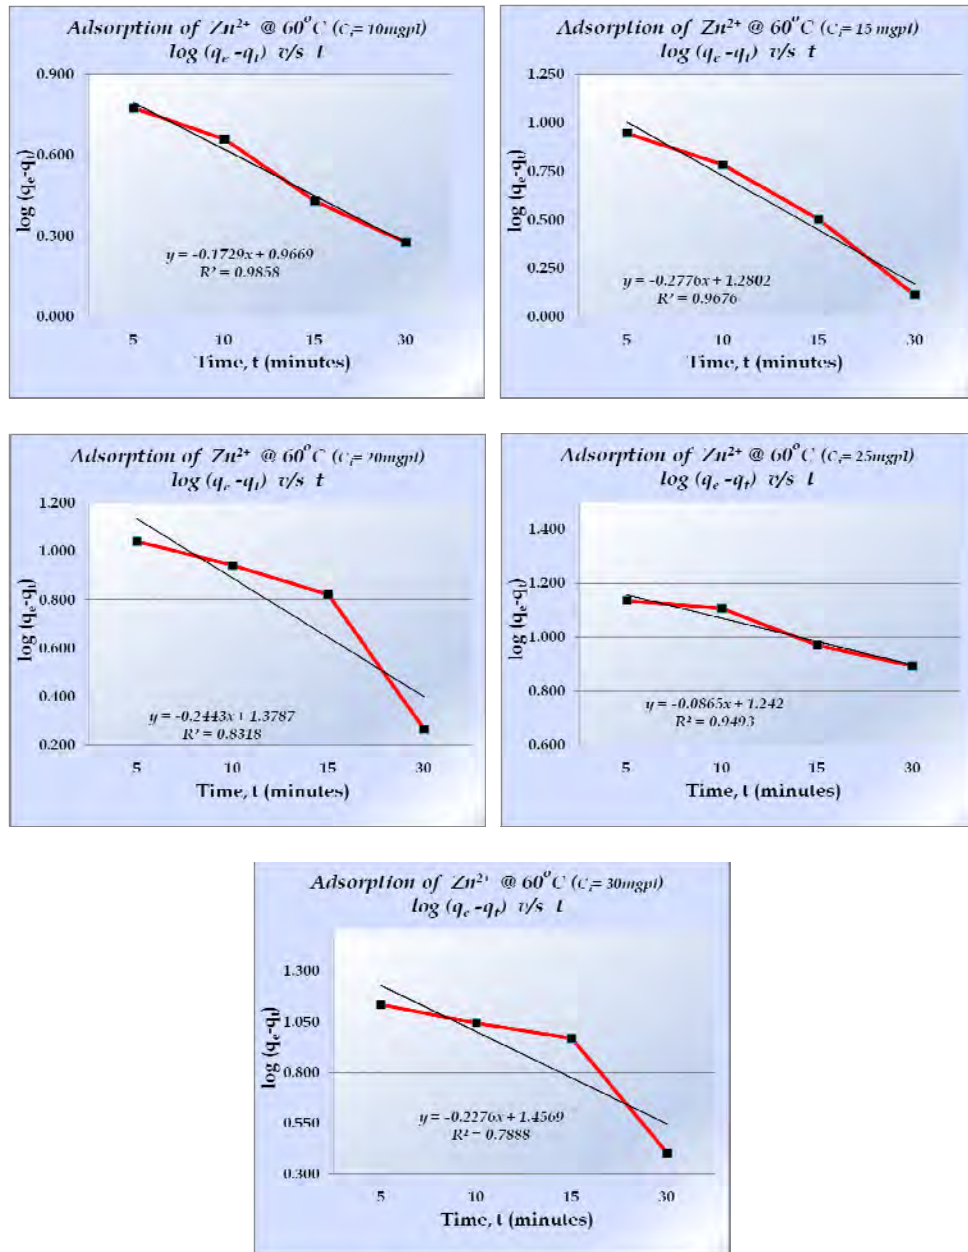 Adsorption of Zn²⁺ @ 60°C (Cᵢ= 10mgpl)
log (qₑ -qₜ) v/s t
0.900
0.600
0.300
0.000
log (qₑ-qₜ)
y = -0.1729x + 0.9669
R² = 0.9858
5 10 15 30
Time, t (minutes)
Adsorption of Zn²⁺ @ 60°C (Cᵢ= 15 mgpl)
log (qₑ -qₜ) v/s t
1.250
1.000
0.750
0.500
0.250
0.000
log (qₑ-qₜ)
y = -0.2776x + 1.2802
R² = 0.9676
5 10 15 30
Time, t (minutes)
Adsorption of Zn²⁺ @ 60°C (Cᵢ= 20mgpl)
log (qₑ -qₜ) v/s t
1.200
1.000
0.800
0.600
0.400
0.200
log (qₑ-qₜ)
y = -0.2443x + 1.3787
R² = 0.8318
5 10 15 30
Time, t (minutes)
Adsorption of Zn²⁺ @ 60°C (Cᵢ= 25mgpl)
log (qₑ -qₜ) v/s t
1.400
1.200
1.000
0.800
0.600
log (qₑ-qₜ)
y = -0.0865x + 1.242
R² = 0.9493
5 10 15 30
Time, t (minutes)
Adsorption of Zn²⁺ @ 60°C (Cᵢ= 30mgpl)
log (qₑ -qₜ) v/s t
1.300
1.050
0.800
0.550
0.300
log (qₑ-qₜ)
y = -0.2276x + 1.4569
R² = 0.7888
5 10 15 30
Time, t (minutes)